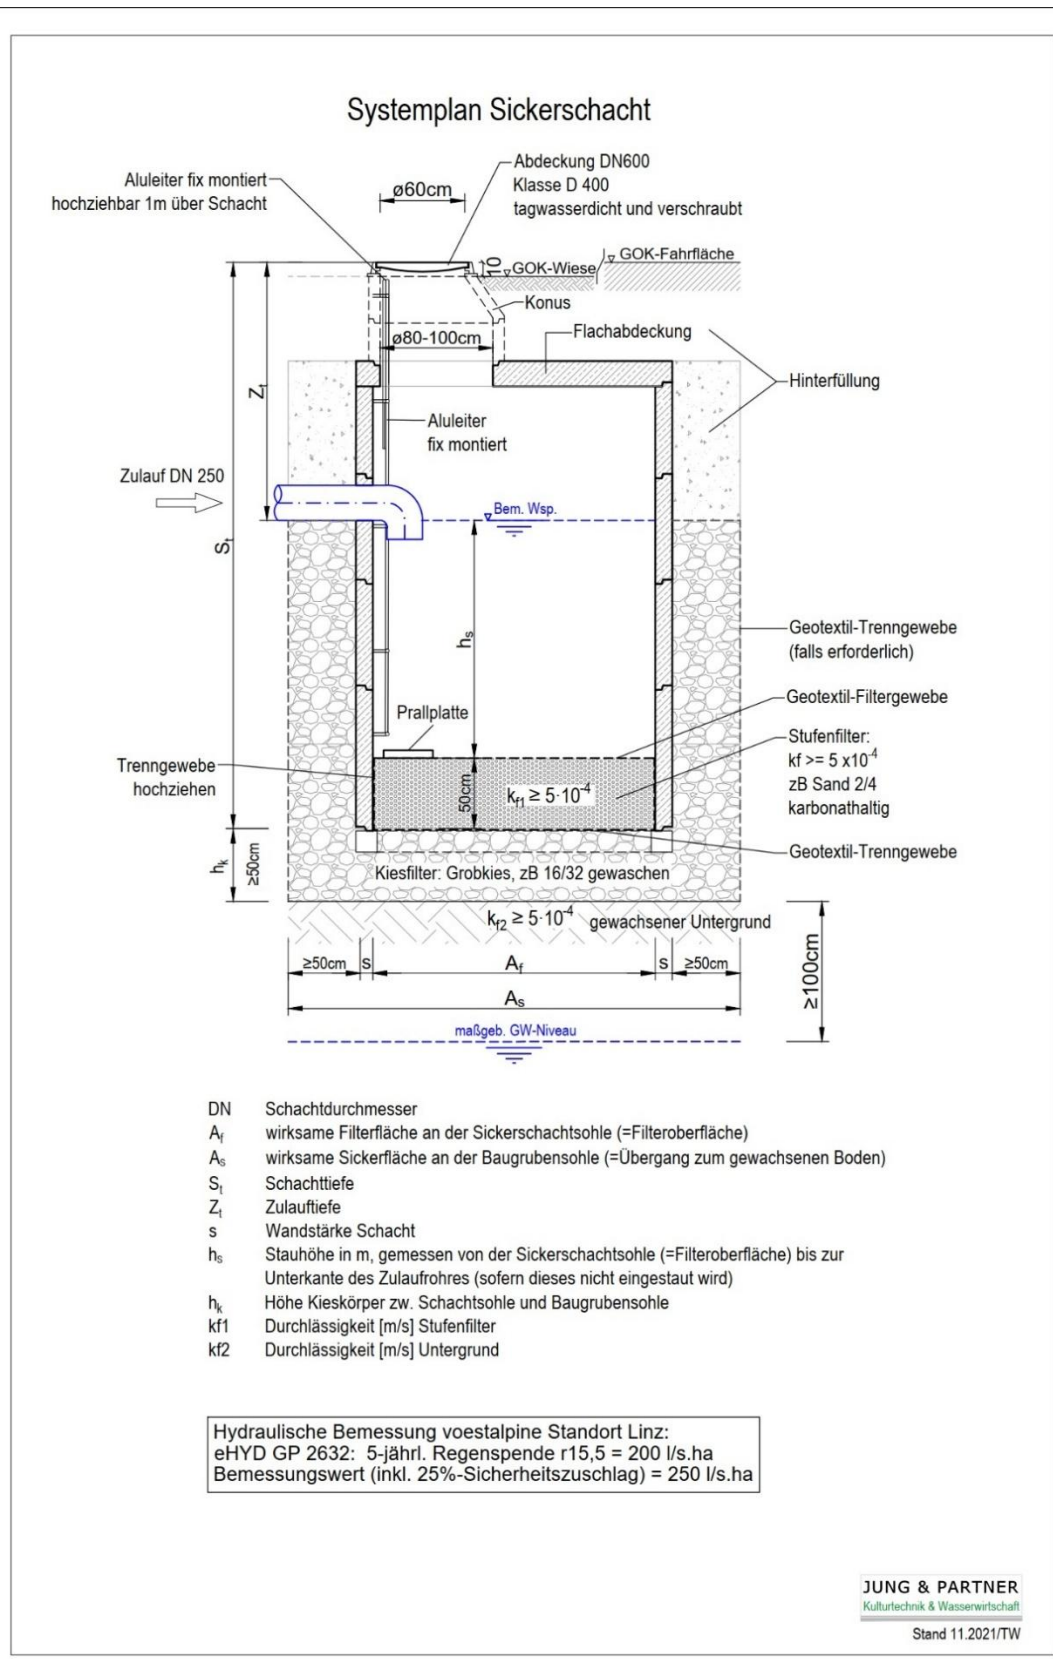 Systemplan Sickerschacht
Aluleiter fix montiert
hochziehbar 1m über Schacht
ø60cm
Abdeckung DN600
Klasse D 400
tagwasserdicht und verschraubt
10
GOK-Wiese
GOK-Fahrfläche
Konus
ø80-100cm
Flachabdeckung
Hinterfüllung
Zt
Aluleiter
fix montiert
Zulauf DN 250
Bem. Wsp.
St
hs
Geotextil-Trenngewebe
(falls erforderlich)
Geotextil-Filtergewebe
Prallplatte
Stufenfilter:
kf >= 5 x10-4
zB Sand 2/4
karbonathaltig
Trenngewebe
hochziehen
50cm
kf1 ≥ 5·10-4
Geotextil-Trenngewebe
hk
≥50cm
Kiesfilter: Grobkies, zB 16/32 gewaschen
kf2 ≥ 5·10-4 gewachsener Untergrund
≥50cm s Af s ≥50cm
≥100cm
As
maßgeb. GW-Niveau
DN Schachtdurchmesser
Af wirksame Filterfläche an der Sickerschachtsohle (=Filteroberfläche)
As wirksame Sickerfläche an der Baugrubensohle (=Übergang zum gewachsenen Boden)
St Schachttiefe
Zt Zulauftiefe
s Wandstärke Schacht
hs Stauhöhe in m, gemessen von der Sickerschachtsohle (=Filteroberfläche) bis zur
Unterkante des Zulaufrohres (sofern dieses nicht eingestaut wird)
hk Höhe Kieskörper zw. Schachtsohle und Baugrubensohle
kf1 Durchlässigkeit [m/s] Stufenfilter
kf2 Durchlässigkeit [m/s] Untergrund
Hydraulische Bemessung voestalpine Standort Linz:
eHYD GP 2632: 5-jährl. Regenspende r15,5 = 200 l/s.ha
Bemessungswert (inkl. 25%-Sicherheitszuschlag) = 250 l/s.ha
JUNG & PARTNER
Kulturtechnik & Wasserwirtschaft
Stand 11.2021/TW